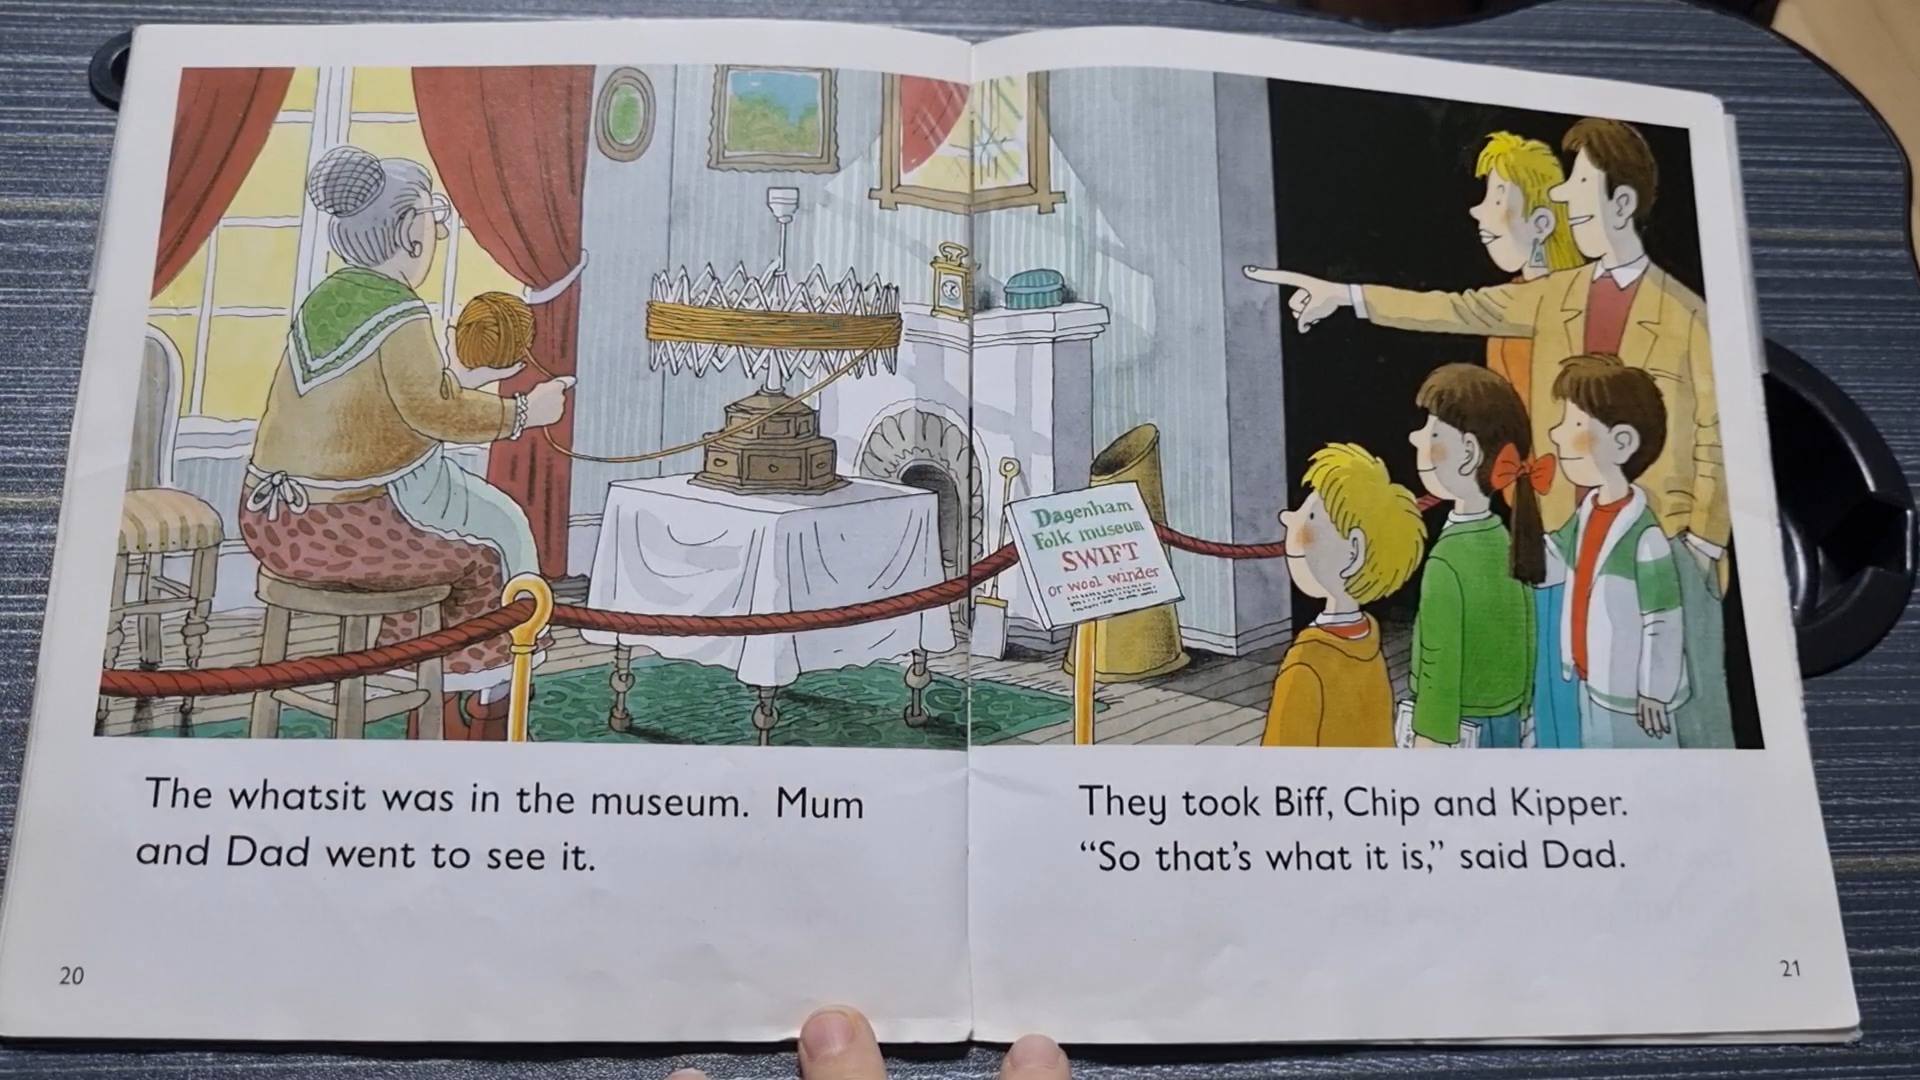 Dagenham
Folk museum
SWIFT
or wool winder
The whatsit was in the museum. Mum
and Dad went to see it.
20
They took Biff, Chip and Kipper.
“So that’s what it is,” said Dad.
21